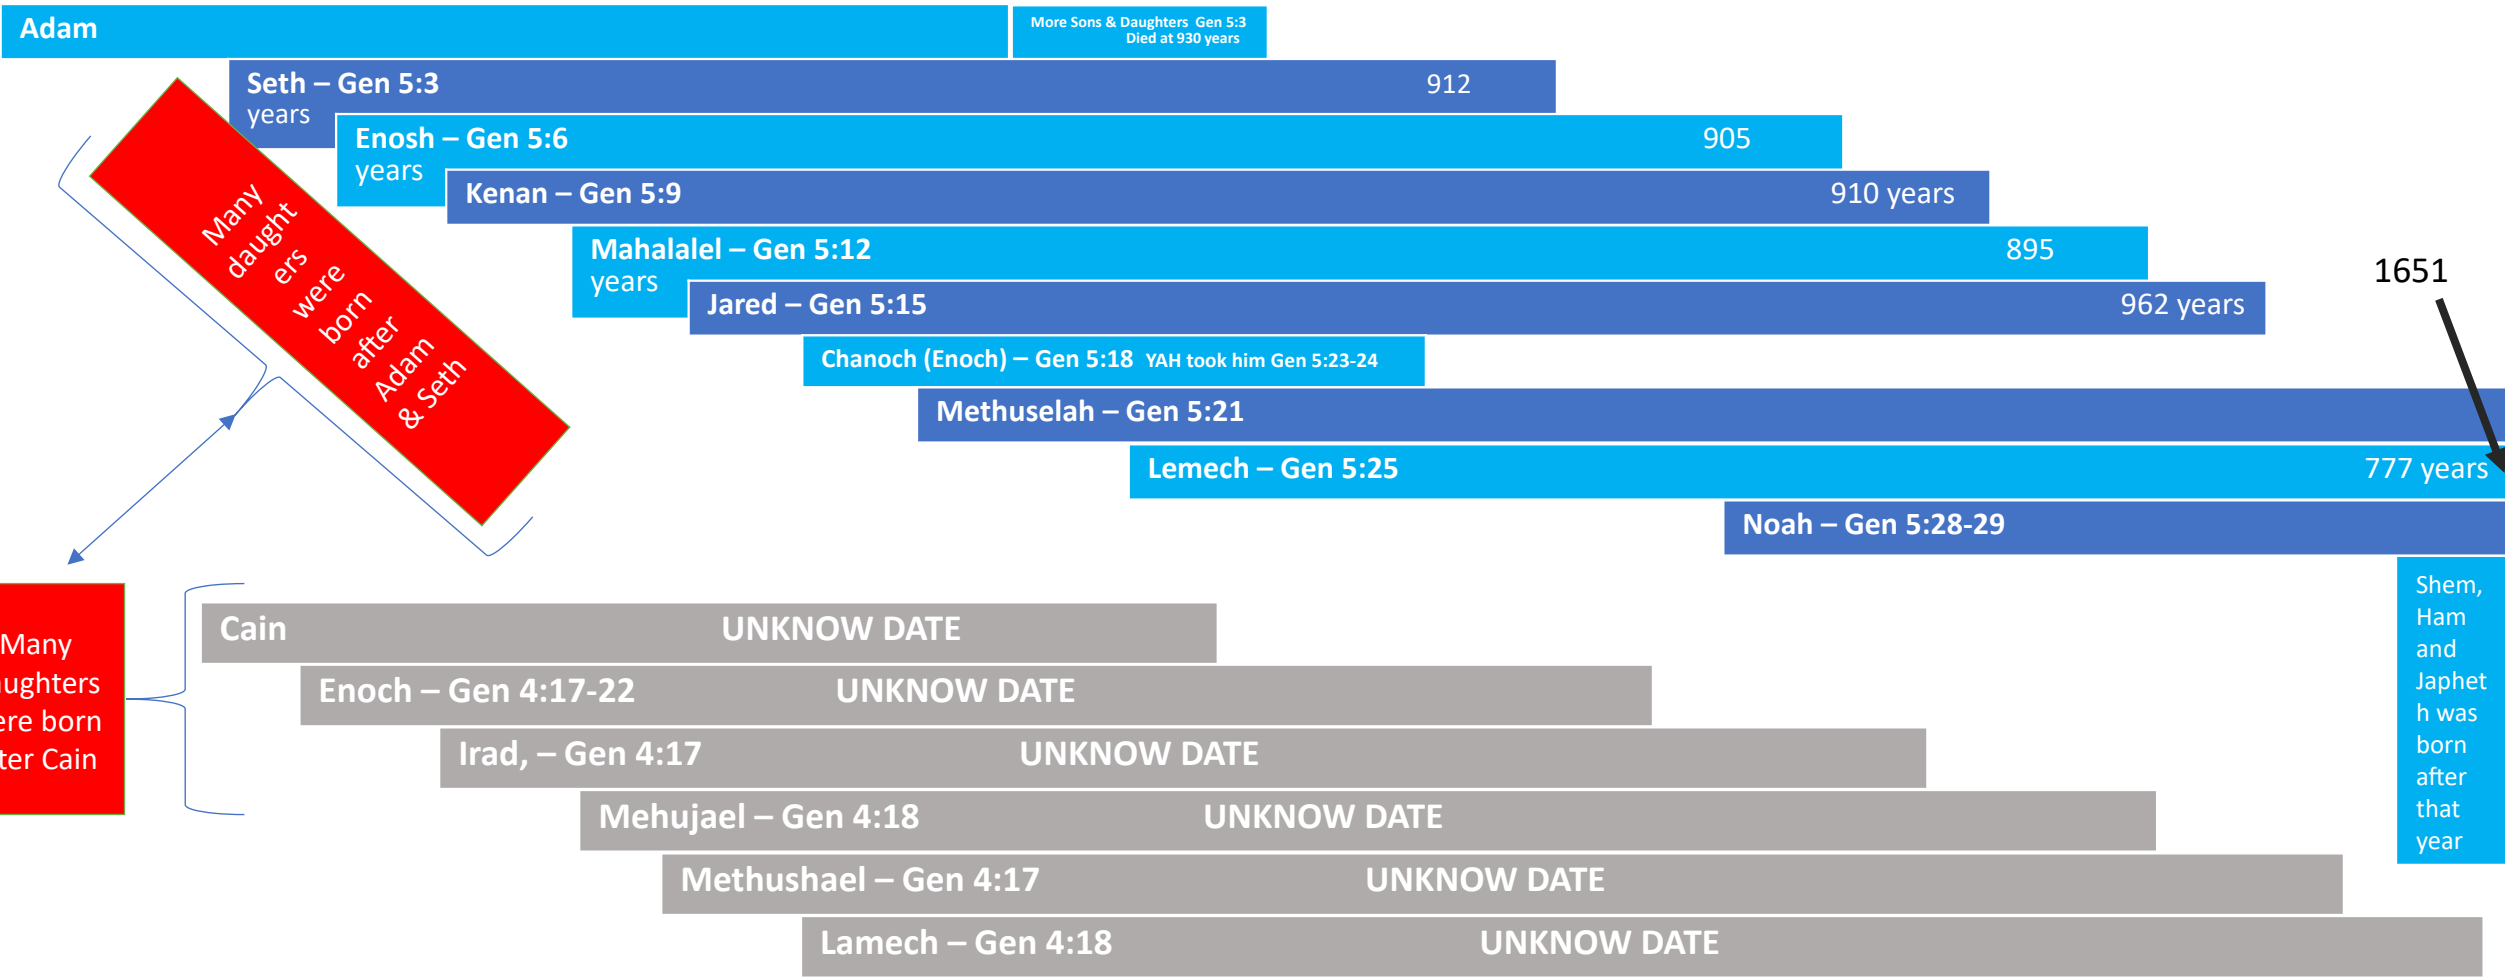 Adam
More Sons & Daughters Gen 5:3
Died at 930 years
Seth – Gen 5:3 912
years
Enosh – Gen 5:6 905
years
Kenan – Gen 5:9 910 years
Mahalalel – Gen 5:12 895
years
1651
Jared – Gen 5:15 962 years
Chanoch (Enoch) – Gen 5:18 YAH took him Gen 5:23-24
Methuselah – Gen 5:21
Lemech – Gen 5:25 777 years
Noah – Gen 5:28-29
Many
daught
ers
were
born
after
Adam
& Seth
Shem,
Ham
and
Japhet
h was
born
after
that
year
Many
aughters
ere born
ter Cain
Cain UNKNOW DATE
Enoch – Gen 4:17-22 UNKNOW DATE
Irad, – Gen 4:17 UNKNOW DATE
Mehujael – Gen 4:18 UNKNOW DATE
Methushael – Gen 4:17 UNKNOW DATE
Lamech – Gen 4:18 UNKNOW DATE